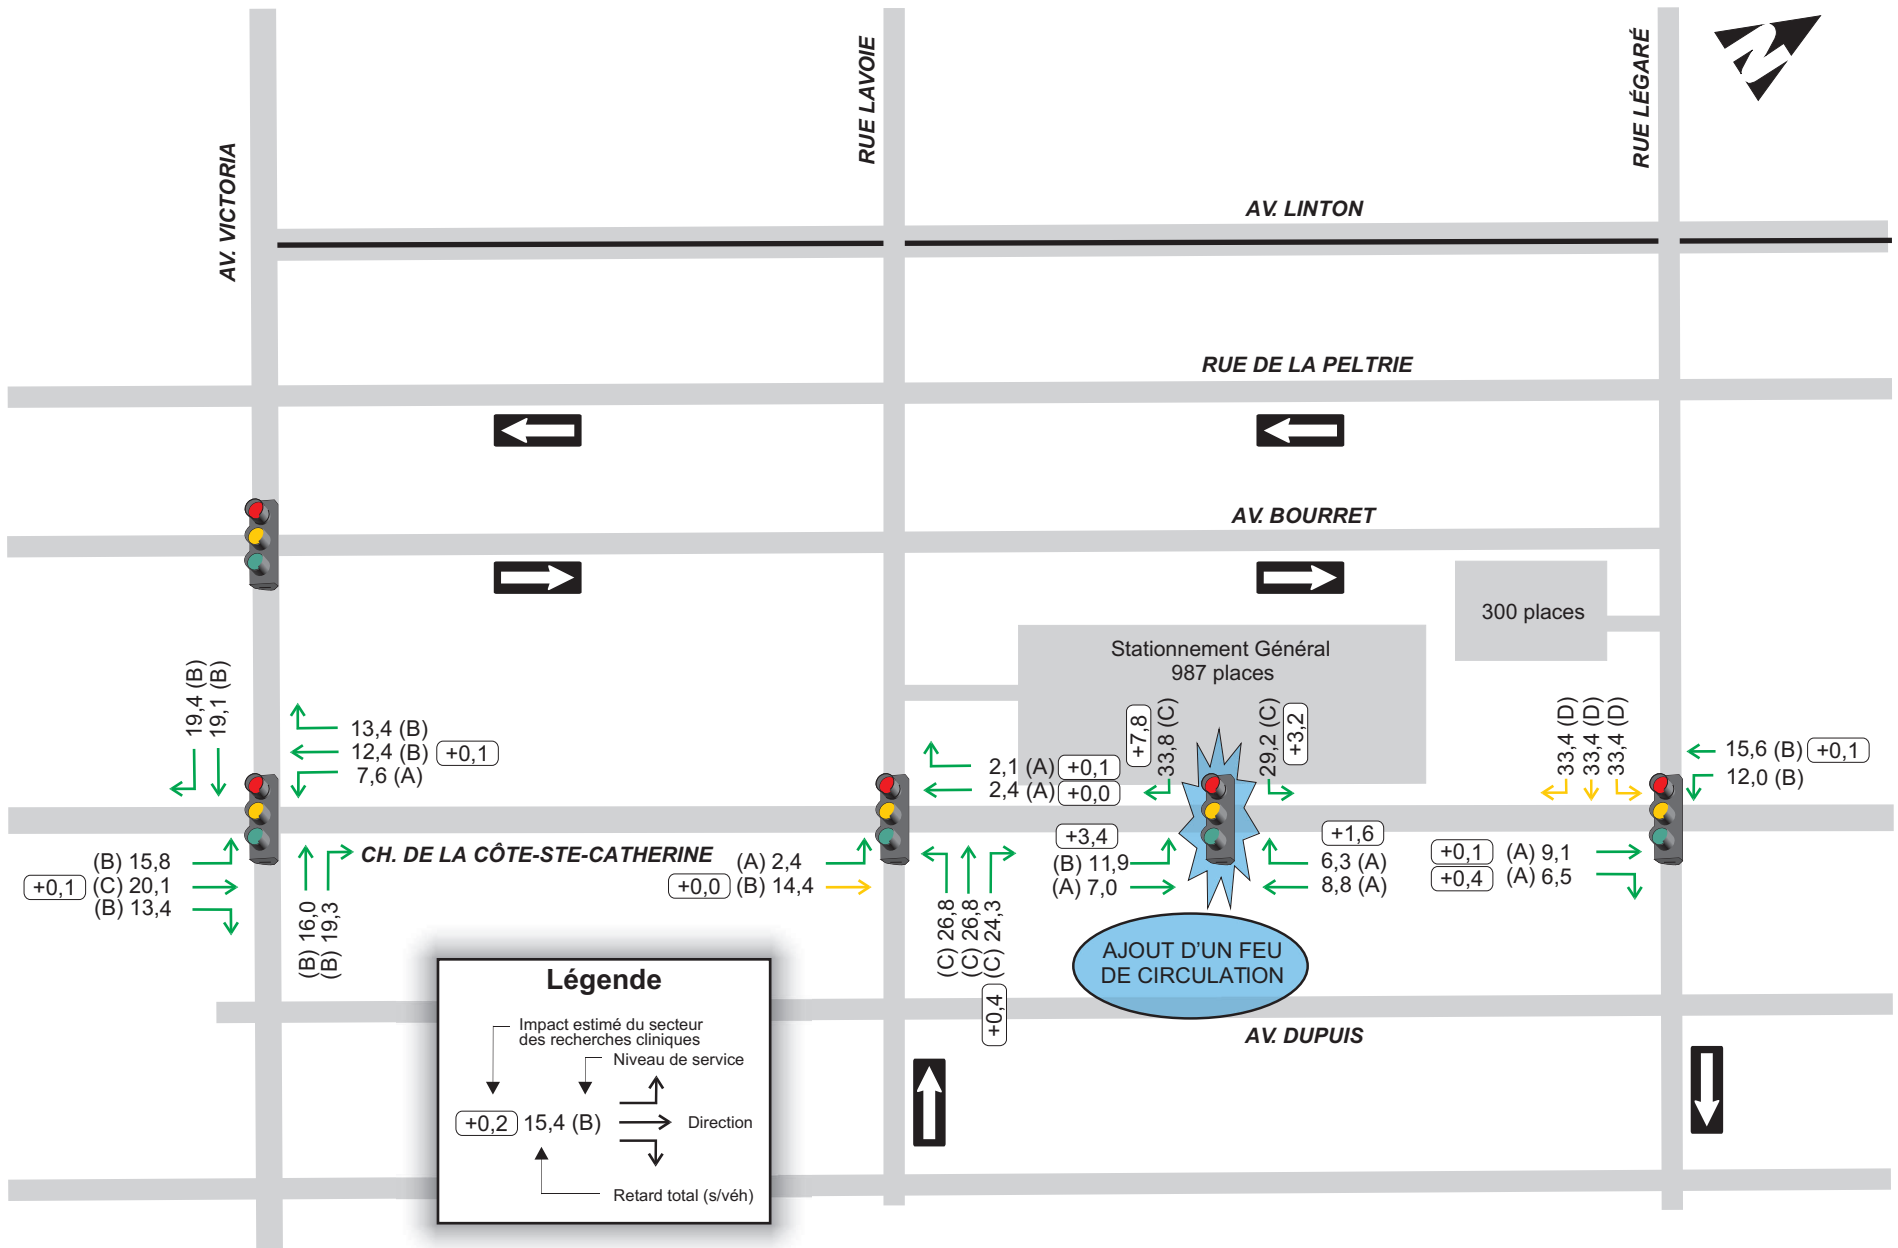 RUE LAVOIE
RUE LÉGARÉ
N
AV. VICTORIA
AV. LINTON
RUE DE LA PELTRIE
AV. BOURRET
300 places
Stationnement Général
987 places
19,4 (B)
19,1 (B)
13,4 (B)
12,4 (B) +0,1
7,6 (A)
2,1 (A) +0,1
2,4 (A) +0,0
+7,8
33,8 (C)
29,2 (C)
+3,2
33,4 (D)
33,4 (D)
33,4 (D)
15,6 (B) +0,1
12,0 (B)
(B) 15,8
+0,1 (C) 20,1
(B) 13,4
CH. DE LA CÔTE-STE-CATHERINE
(B) 16,0
(B) 19,3
(A) 2,4
+0,0 (B) 14,4
(C) 26,8
(C) 26,8
(C) 24,3
+0,4
+3,4
(B) 11,9
(A) 7,0
+1,6
6,3 (A)
8,8 (A)
+0,1 (A) 9,1
+0,4 (A) 6,5
AJOUT D'UN FEU
DE CIRCULATION
AV. DUPUIS
Légende
Impact estimé du secteur
des recherches cliniques
Niveau de service
+0,2 15,4 (B)
Direction
Retard total (s/véh)